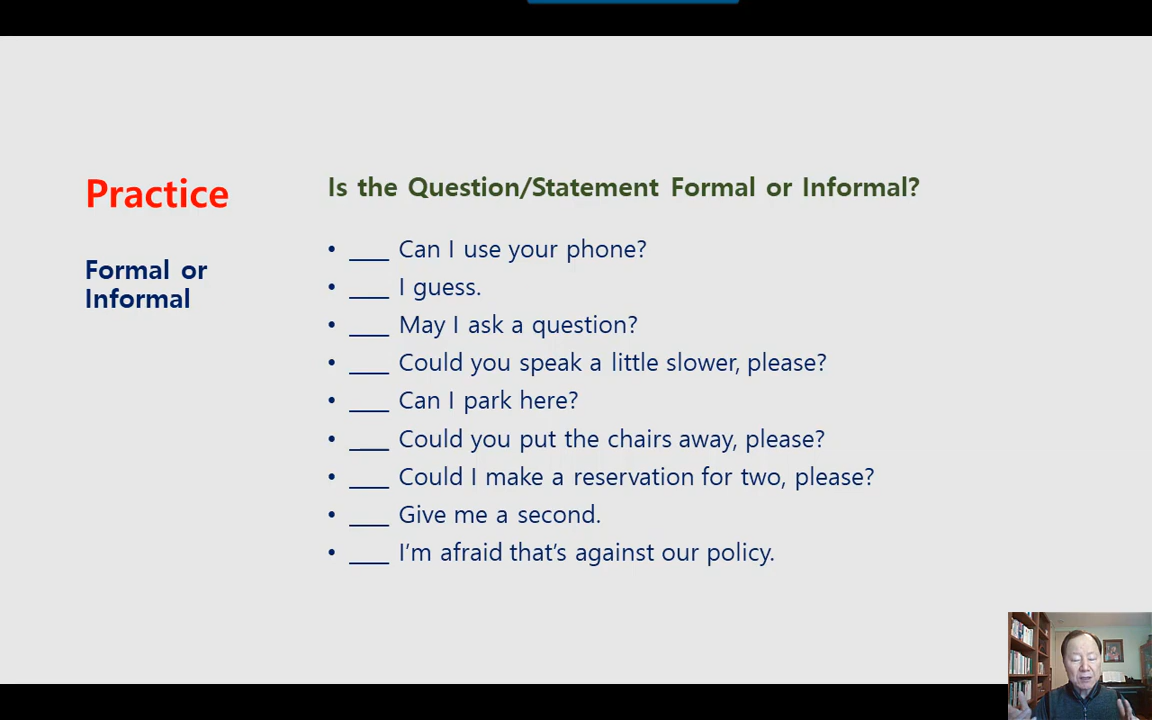 Practice
Formal or
Informal
Is the Question/Statement Formal or Informal?
• ___ Can I use your phone?
• ___ I guess.
• ___ May I ask a question?
• ___ Could you speak a little slower, please?
• ___ Can I park here?
• ___ Could you put the chairs away, please?
• ___ Could I make a reservation for two, please?
• ___ Give me a second.
• ___ I’m afraid that’s against our policy.